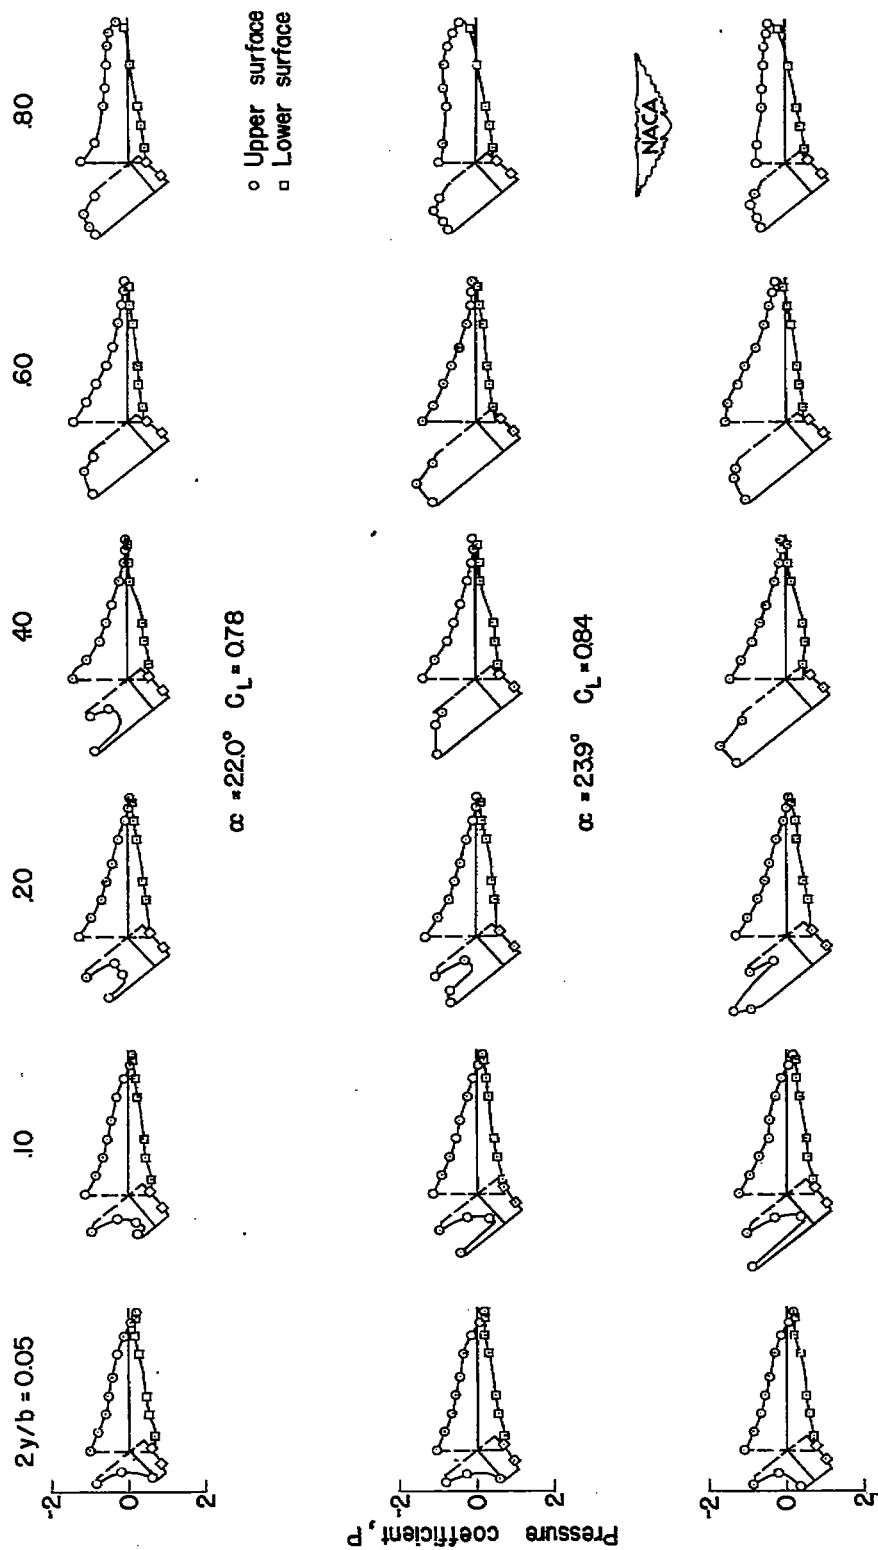 2y/b = 0.05 .10 .20 .40 .60 .80
-2
0
2
○ Upper surface
□ Lower surface
α = 22.0° C_L = 0.78
-2
0
2
Pressure coefficient, P
α = 23.9° C_L = 0.84
NACA
-2
0
2